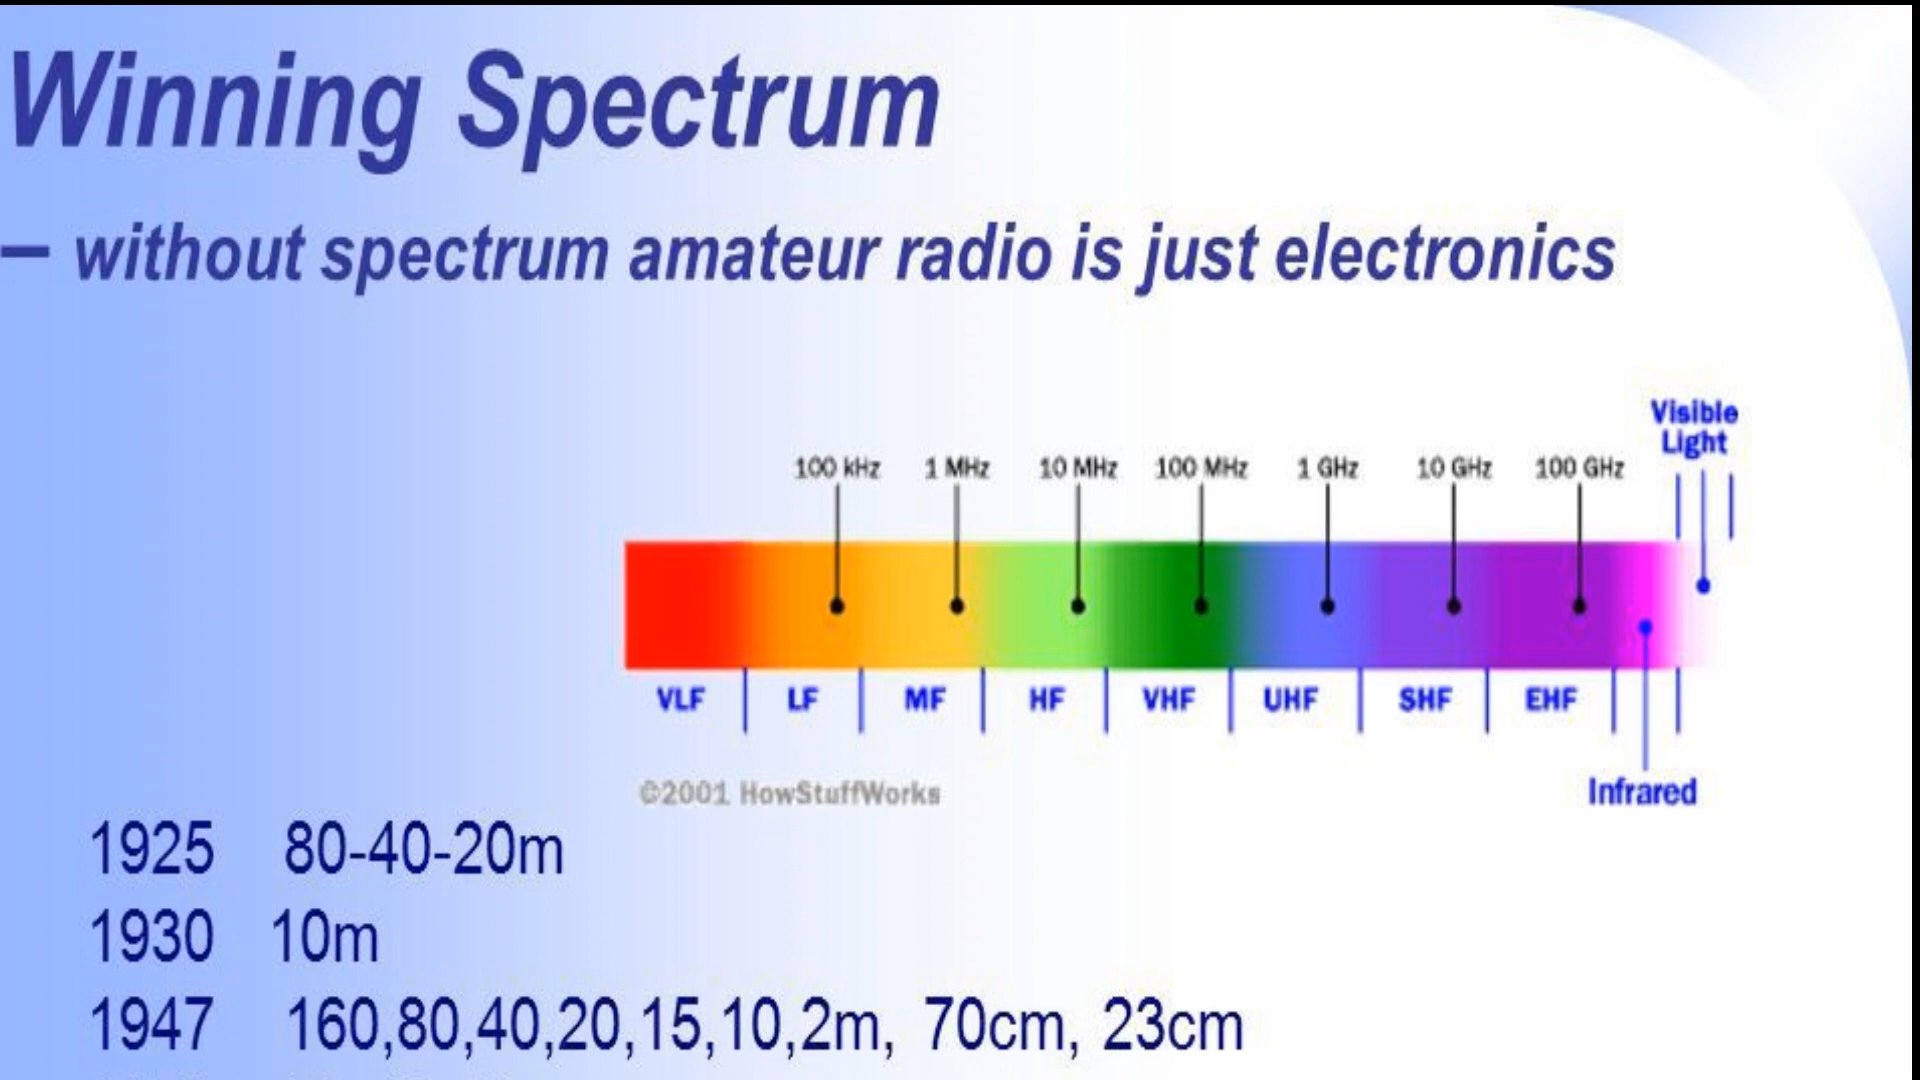 Winning Spectrum
– without spectrum amateur radio is just electronics
Visible
Light
100 kHz 1 MHz 10 MHz 100 MHz 1 GHz 10 GHz 100 GHz
VLF LF MF HF VHF UHF SHF EHF
Infrared
©2001 HowStuffWorks
1925 80-40-20m
1930 10m
1947 160,80,40,20,15,10,2m, 70cm, 23cm